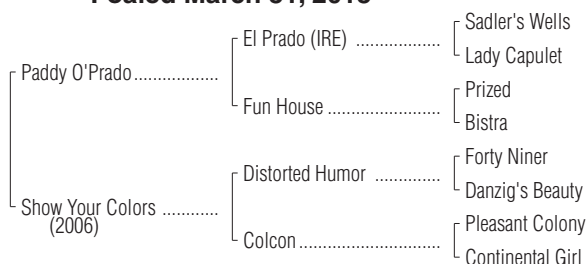 Foaled March 31, 2013
Sadler's Wells
El Prado (IRE) ...................
Lady Capulet
Paddy O'Prado..................
Prized
Fun House .........................
Bistra
Forty Niner
Distorted Humor ...............
Danzig's Beauty
Show Your Colors ............
(2006)
Pleasant Colony
Colcon................................
Continental Girl